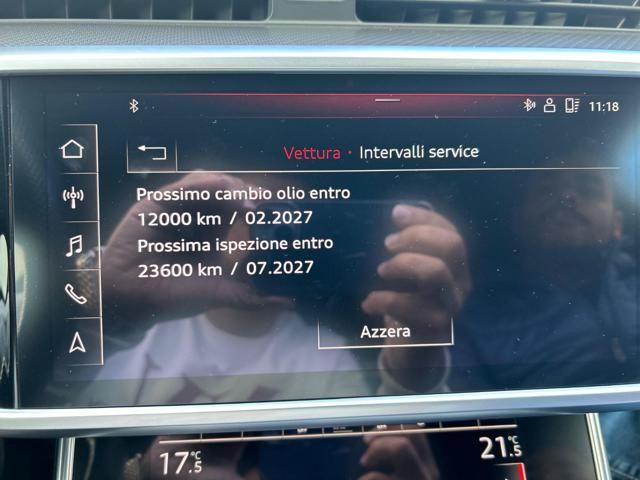 11:18
Vettura · Intervalli service
Prossimo cambio olio entro
12000 km / 02.2027
Prossima ispezione entro
23600 km / 07.2027
Azzera
17.5 °C
21.5 °C